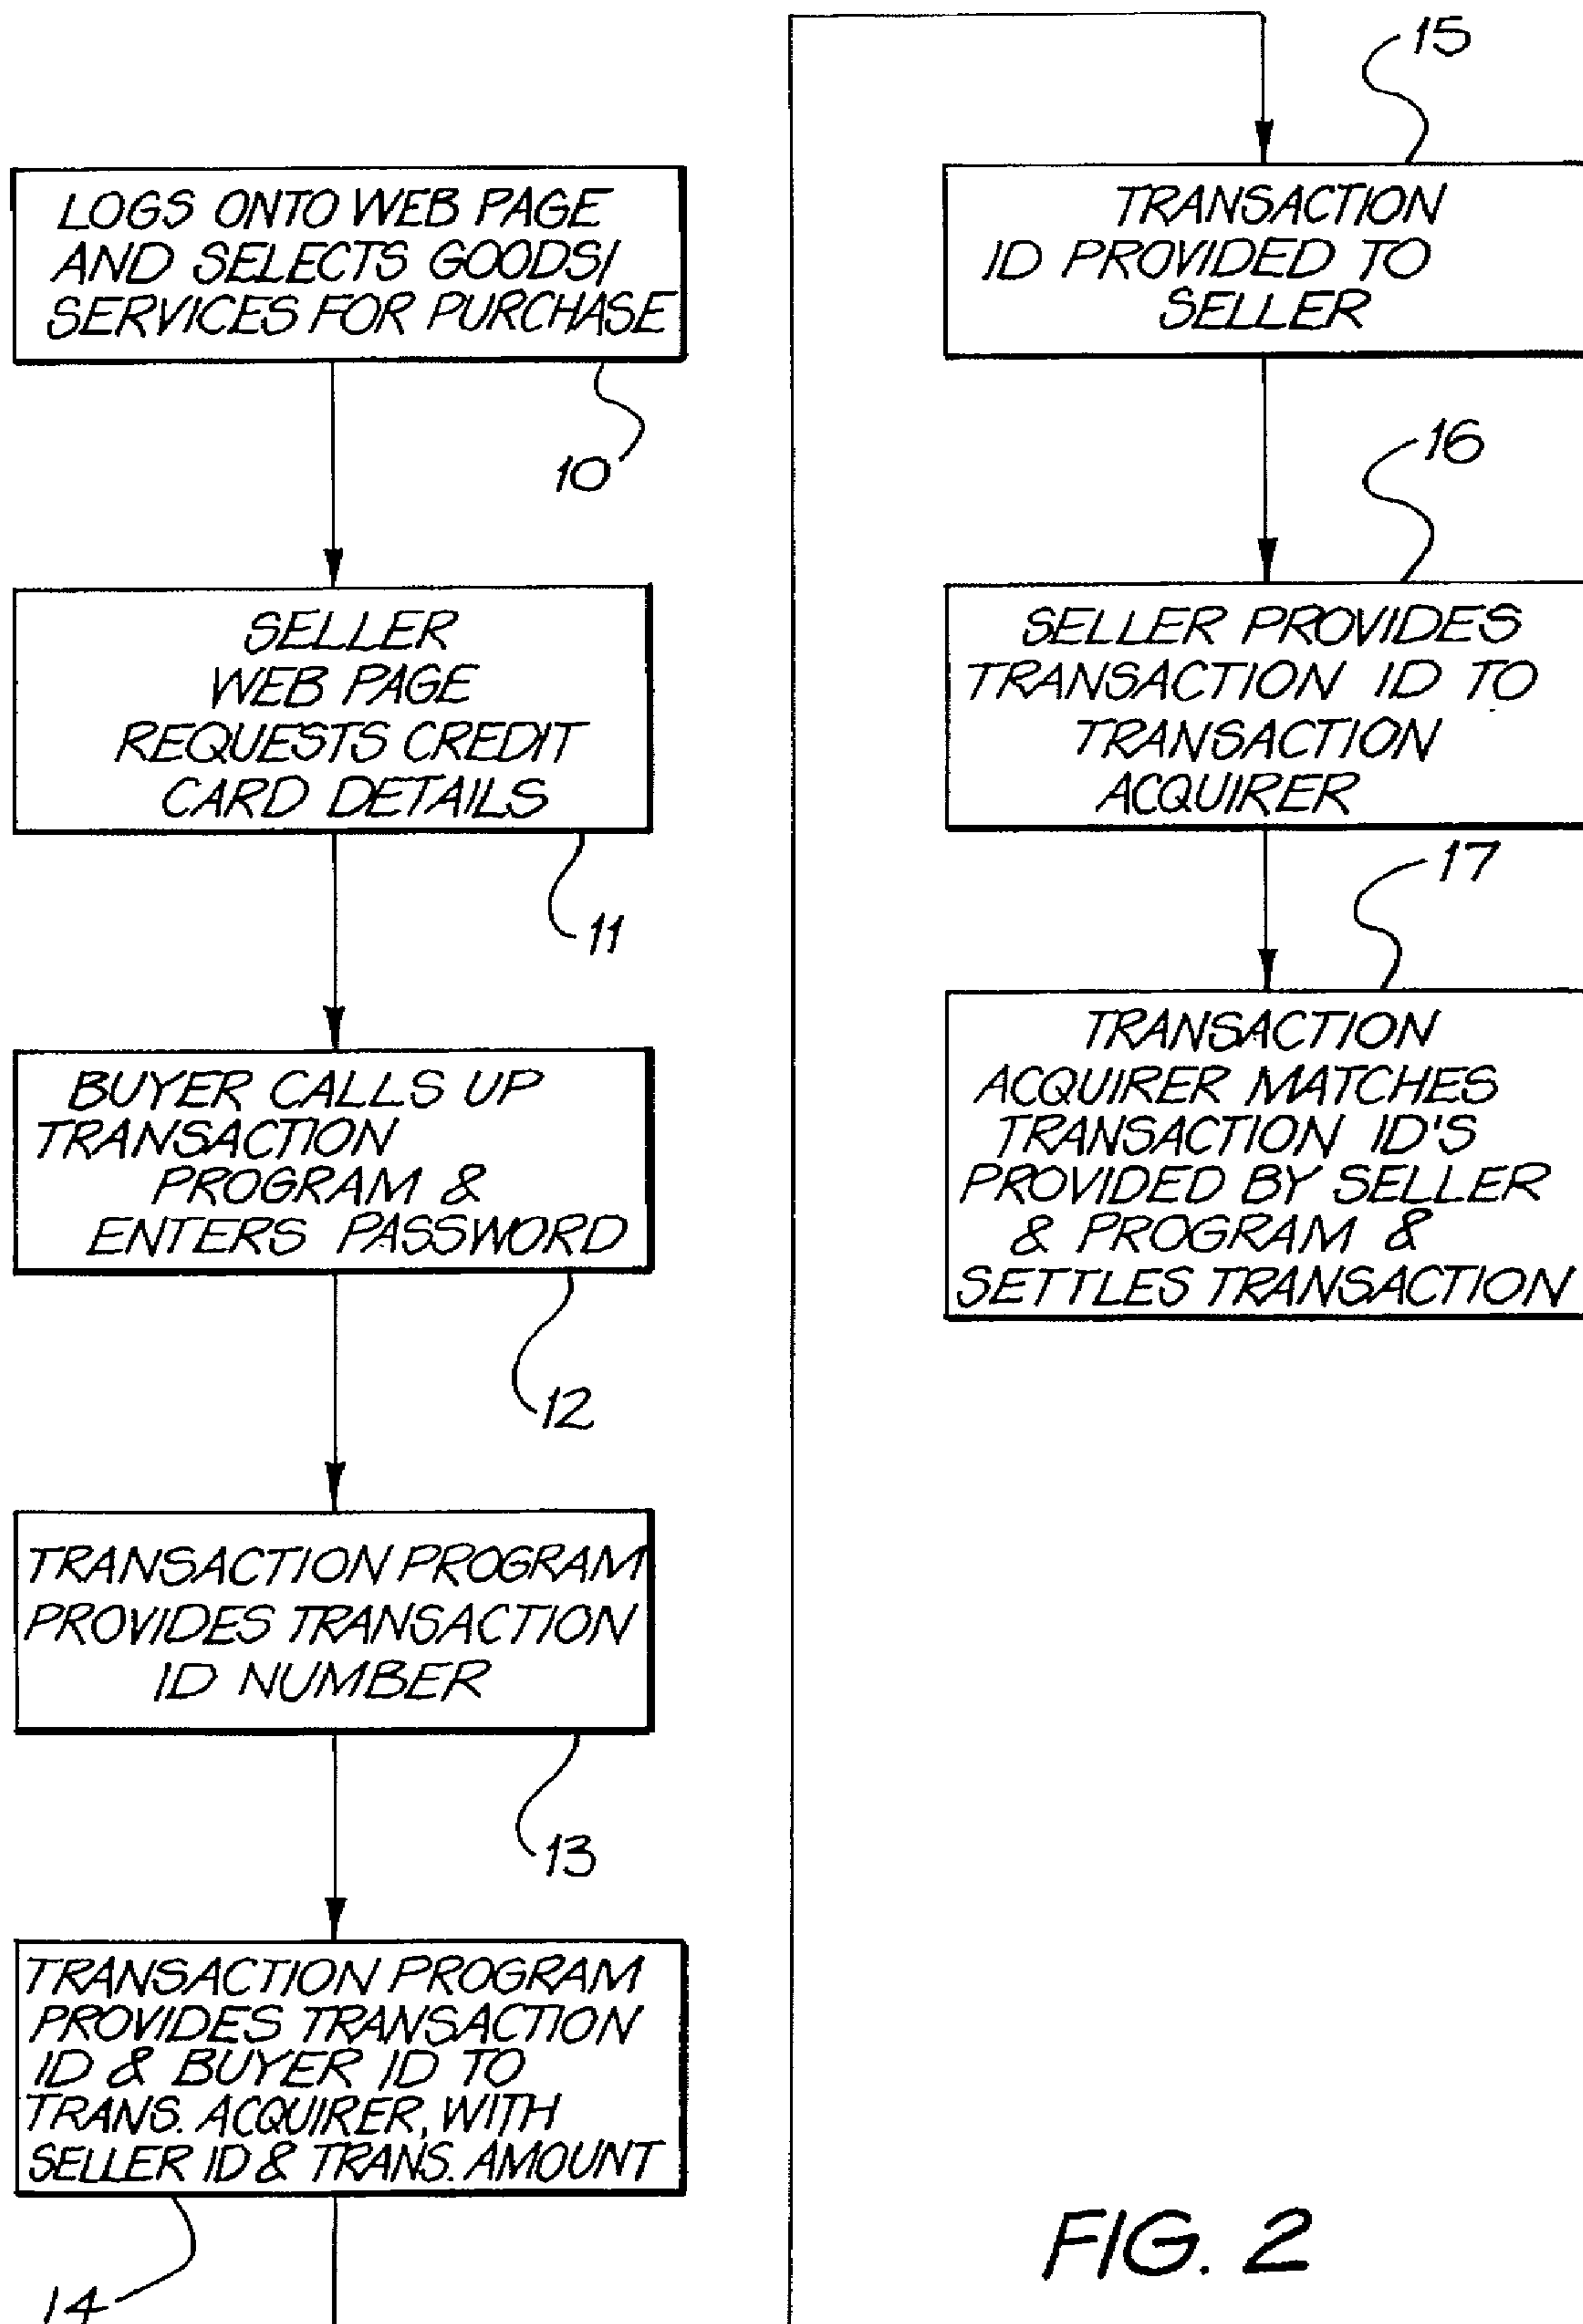 LOGS ONTO WEB PAGE
AND SELECTS GOODS/
SERVICES FOR PURCHASE
10
SELLER
WEB PAGE
REQUESTS CREDIT
CARD DETAILS
11
BUYER CALLS UP
TRANSACTION
PROGRAM &
ENTERS PASSWORD
12
TRANSACTION PROGRAM
PROVIDES TRANSACTION
ID NUMBER
13
TRANSACTION PROGRAM
PROVIDES TRANSACTION
ID & BUYER ID TO
TRANS. ACQUIRER, WITH
SELLER ID & TRANS. AMOUNT
14
15
TRANSACTION
ID PROVIDED TO
SELLER
16
SELLER PROVIDES
TRANSACTION ID TO
TRANSACTION
ACQUIRER
17
TRANSACTION
ACQUIRER MATCHES
TRANSACTION ID'S
PROVIDED BY SELLER
& PROGRAM &
SETTLES TRANSACTION
FIG. 2